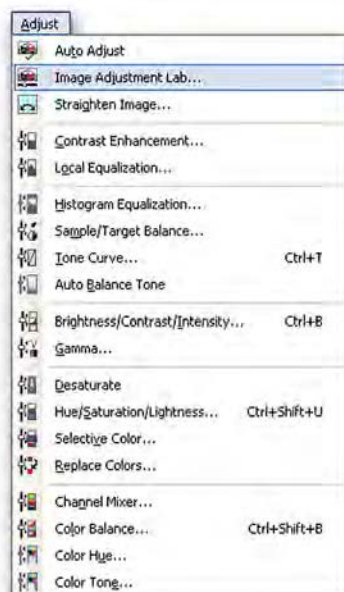 Adjust
Auto Adjust
Image Adjustment Lab...
Straighten Image...
Contrast Enhancement...
Local Equalization...
Histogram Equalization...
Sample/Target Balance...
Tone Curve... Ctrl+T
Auto Balance Tone
Brightness/Contrast/Intensity... Ctrl+B
Gamma...
Desaturate
Hue/Saturation/Lightness... Ctrl+Shift+U
Selective Color...
Replace Colors...
Channel Mixer...
Color Balance... Ctrl+Shift+B
Color Hue...
Color Tone...